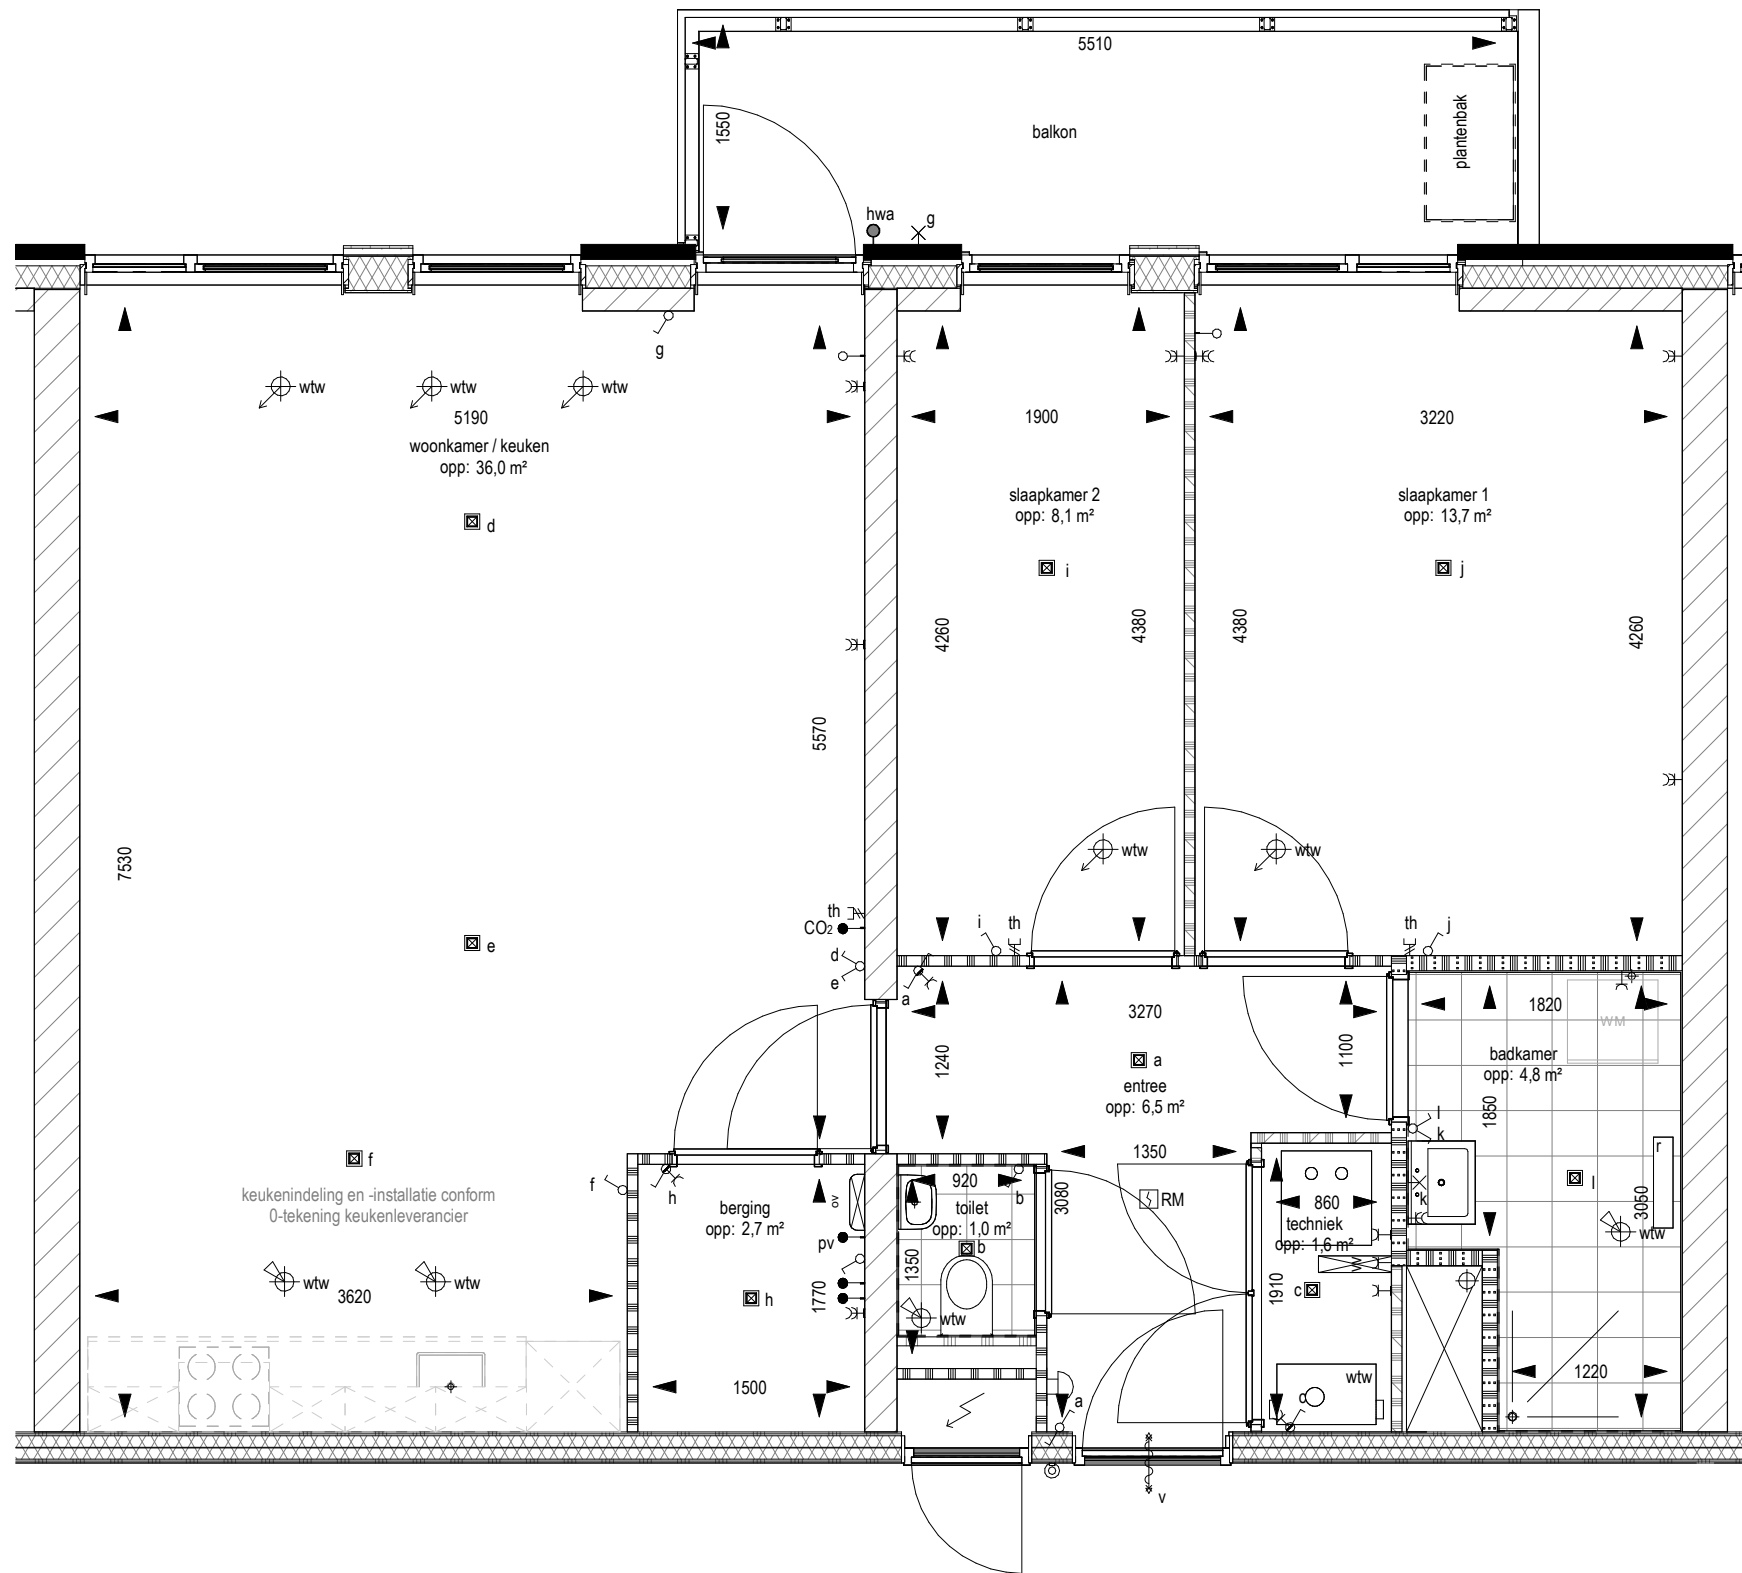 5510
1550
balkon
plantenbak
hwa
g
g
wtw
wtw
wtw
5190
1900
3220
woonkamer / keuken
opp: 36,0 m²
slaapkamer 2
opp: 8,1 m²
slaapkamer 1
opp: 13,7 m²
d
i
j
4260
4380
4380
4260
5570
7530
wtw
wtw
th
CO2
i
th
th
j
d
e
e
a
3270
1820
WM
1240
a
1100
badkamer
opp: 4,8 m²
entree
opp: 6,5 m²
1850
l
k
f
1350
r
f
h
920
b
3080
RM
860
k
l
3050
keukenindeling en -installatie conform
0-tekening keukenleverancier
berging
opp: 2,7 m²
ov
toilet
opp: 1,0 m²
techniek
opp: 1,6 m²
pv
b
wtw
wtw
wtw
1350
VW
3620
h
1770
1910
c
wtw
1500
wtw
1220
a
v